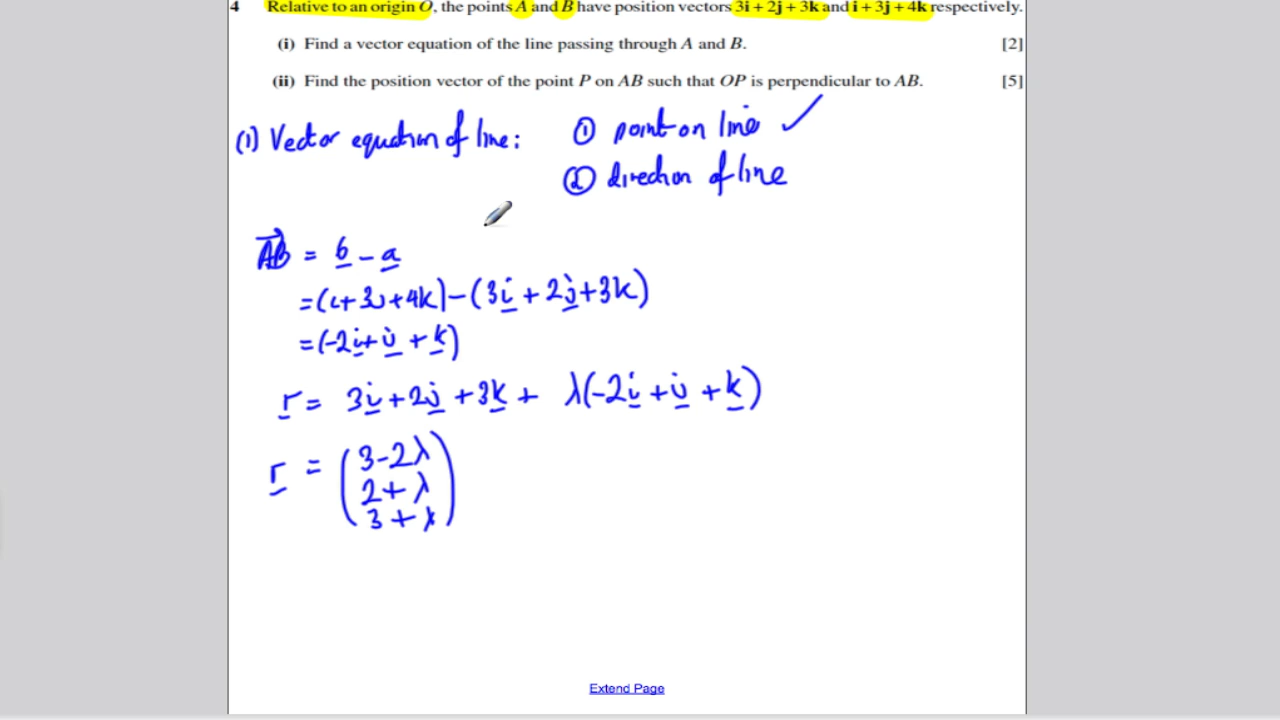 4 Relative to an origin O, the points A and B have position vectors 3i + 2j + 3k and i + 3j + 4k respectively.
(i) Find a vector equation of the line passing through A and B. [2]
(ii) Find the position vector of the point P on AB such that OP is perpendicular to AB. [5]
(i) Vector equation of line: ① point on line ✓
② direction of line
AB = b - a
= (i + 3j + 4k) - (3i + 2j + 3k)
= (-2i + j + k)
r = 3i + 2j + 3k + λ(-2i + j + k)
r = (3 - 2λ
2 + λ
3 + λ)
Extend Page